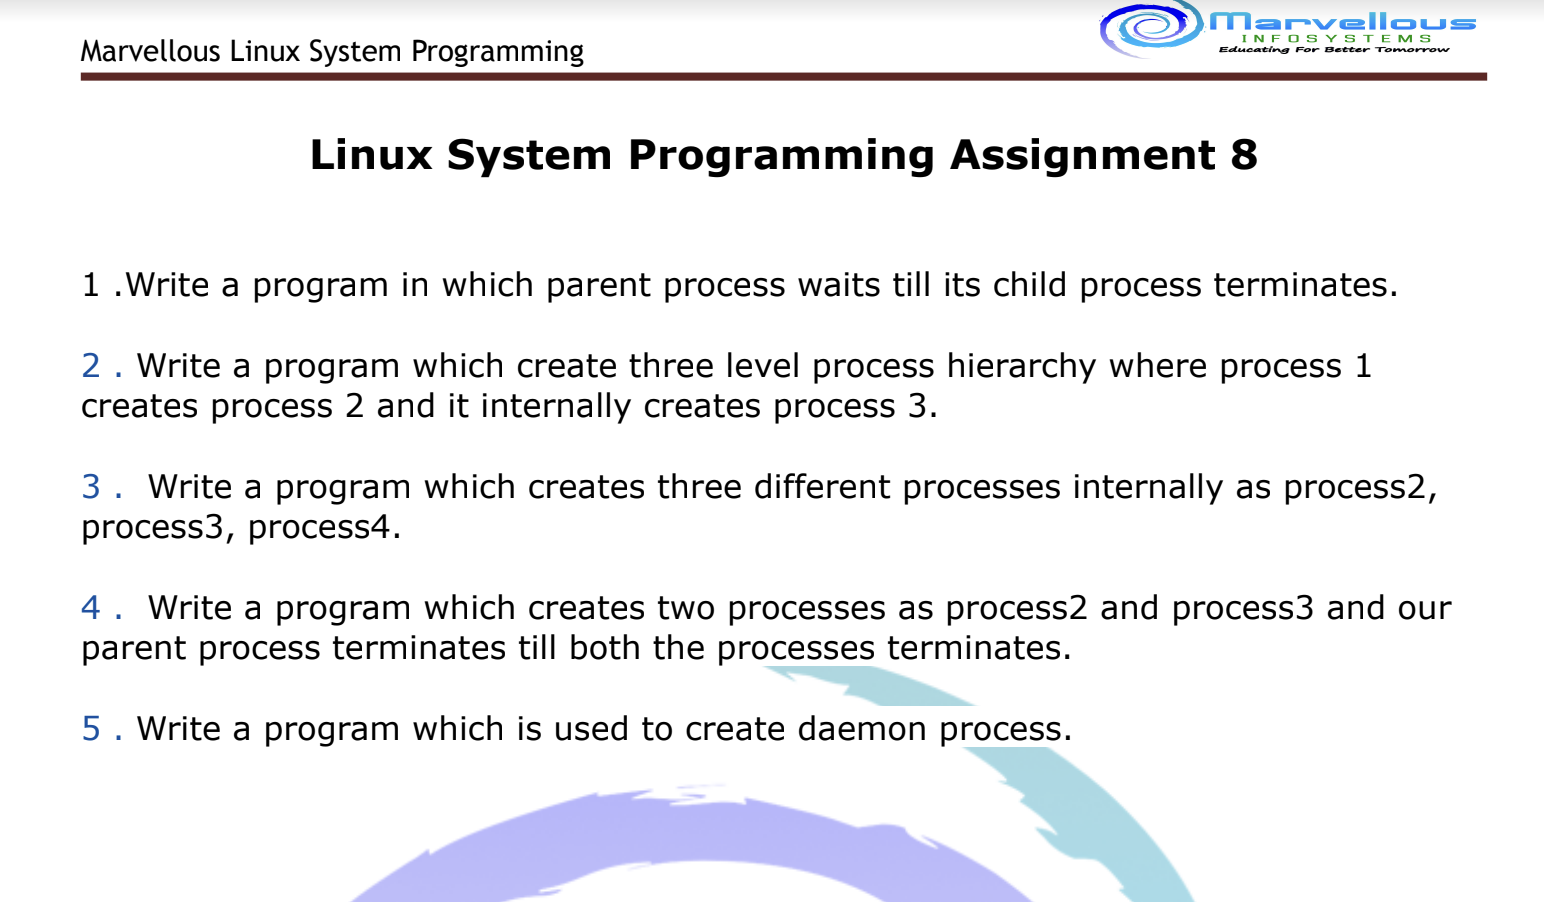 Marvellous Linux System Programming
Marvellous
INFOSYSTEMS
Educating For Better Tomorrow
Linux System Programming Assignment 8
1 .Write a program in which parent process waits till its child process terminates.
2 . Write a program which create three level process hierarchy where process 1
creates process 2 and it internally creates process 3.
3 .  Write a program which creates three different processes internally as process2,
process3, process4.
4 .  Write a program which creates two processes as process2 and process3 and our
parent process terminates till both the processes terminates.
5 . Write a program which is used to create daemon process.